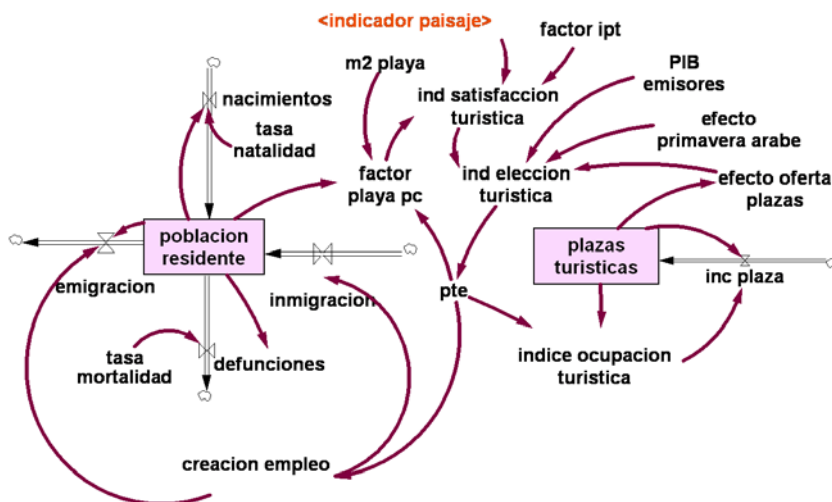 <indicador paisaje>
factor ipt
m2 playa
PIB
emisores
nacimientos
ind satisfaccion
turistica
tasa
natalidad
efecto
primavera arabe
factor
playa pc
ind eleccion
turistica
efecto oferta
plazas
poblacion
residente
plazas
turisticas
emigracion
inmigracion
inc plaza
pte
tasa
mortalidad
defunciones
indice ocupacion
turistica
creacion empleo